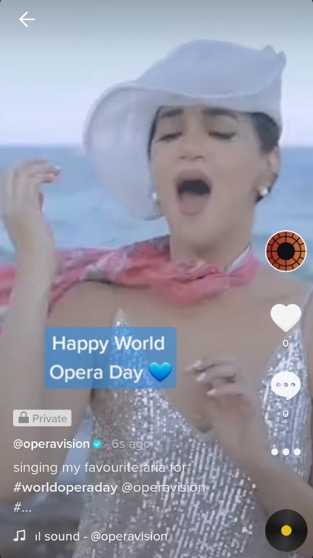 Happy World
Opera Day 💙
Private
@operavision · 6s ago
singing my favourite aria for
#worldoperaday @operavision
#...
0
0
ıl sound - @operavision